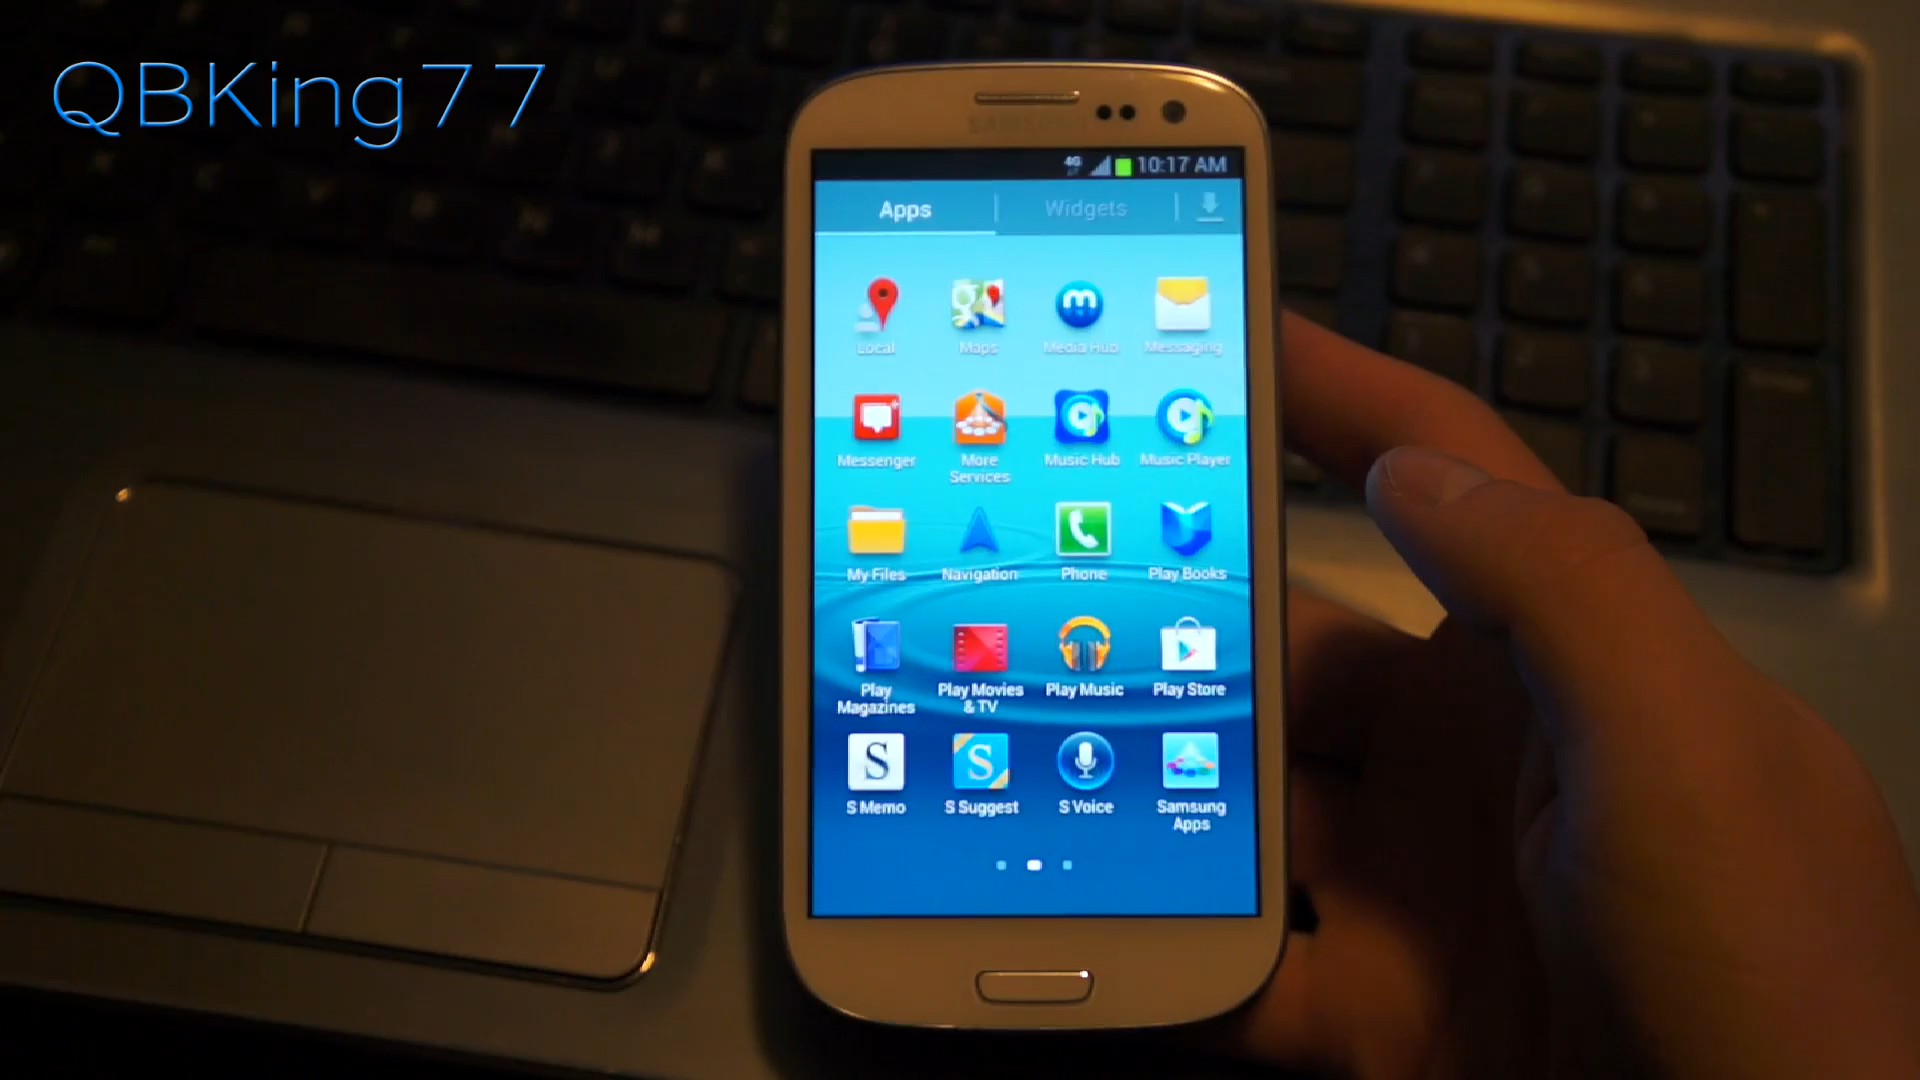 QBKing77
SAMSUNG
4G 10:17 AM
Apps Widgets
Local Maps Media Hub Messaging
Messenger More Services Music Hub Music Player
My Files Navigation Phone Play Books
Play Magazines Play Movies & TV Play Music Play Store
S Memo S Suggest S Voice Samsung Apps